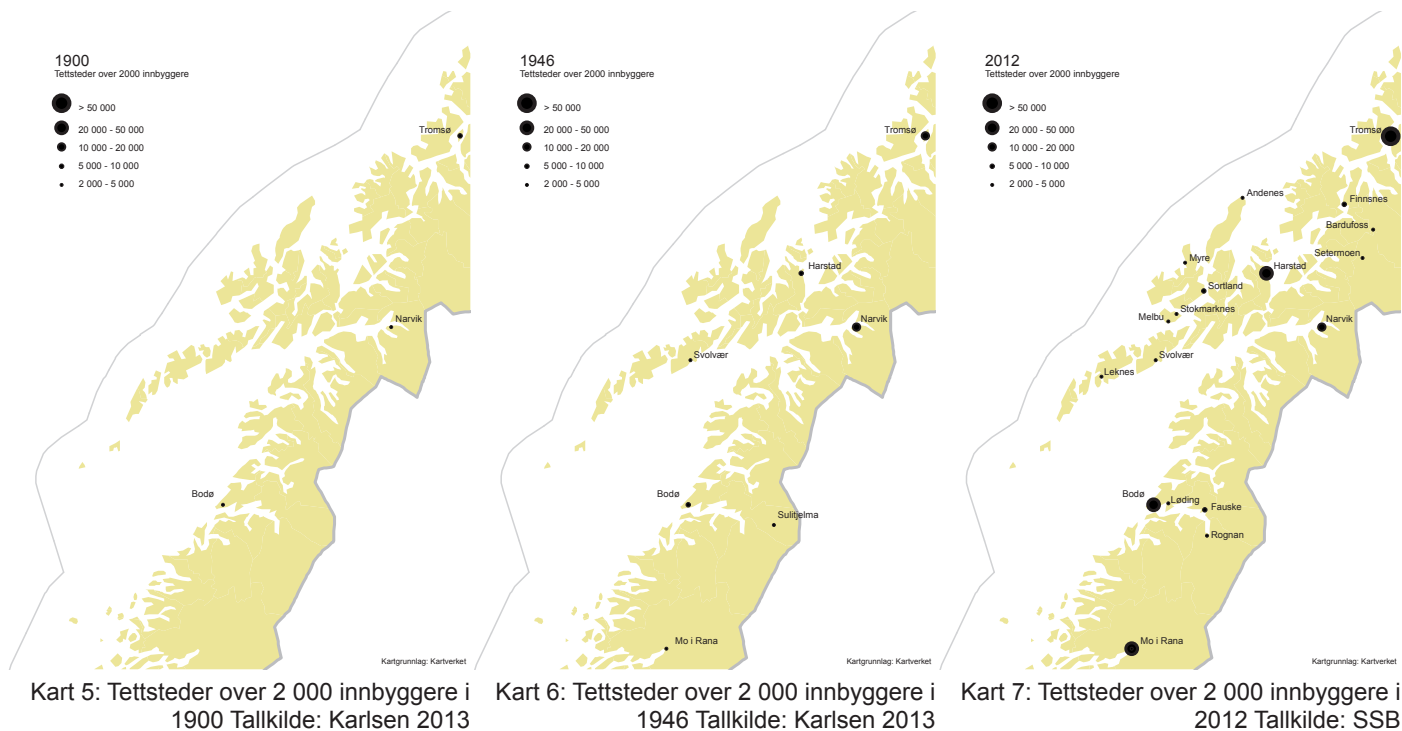 1900
Tettsteder over 2000 innbyggere
> 50 000
20 000 - 50 000
10 000 - 20 000
5 000 - 10 000
2 000 - 5 000
Tromsø
Narvik
Bodø
Kartgrunnlag: Kartverket
Kart 5: Tettsteder over 2 000 innbyggere i
1900 Tallkilde: Karlsen 2013
1946
Tettsteder over 2000 innbyggere
> 50 000
20 000 - 50 000
10 000 - 20 000
5 000 - 10 000
2 000 - 5 000
Tromsø
Harstad
Narvik
Svolvær
Bodø
Sulitjelma
Mo i Rana
Kartgrunnlag: Kartverket
Kart 6: Tettsteder over 2 000 innbyggere i
1946 Tallkilde: Karlsen 2013
2012
Tettsteder over 2000 innbyggere
> 50 000
20 000 - 50 000
10 000 - 20 000
5 000 - 10 000
2 000 - 5 000
Tromsø
Andenes
Finnsnes
Bardufoss
Setermoen
Myre
Harstad
Sortland
Stokmarknes
Melbu
Narvik
Svolvær
Leknes
Bodø
Løding
Fauske
Rognan
Mo i Rana
Kartgrunnlag: Kartverket
Kart 7: Tettsteder over 2 000 innbyggere i
2012 Tallkilde: SSB